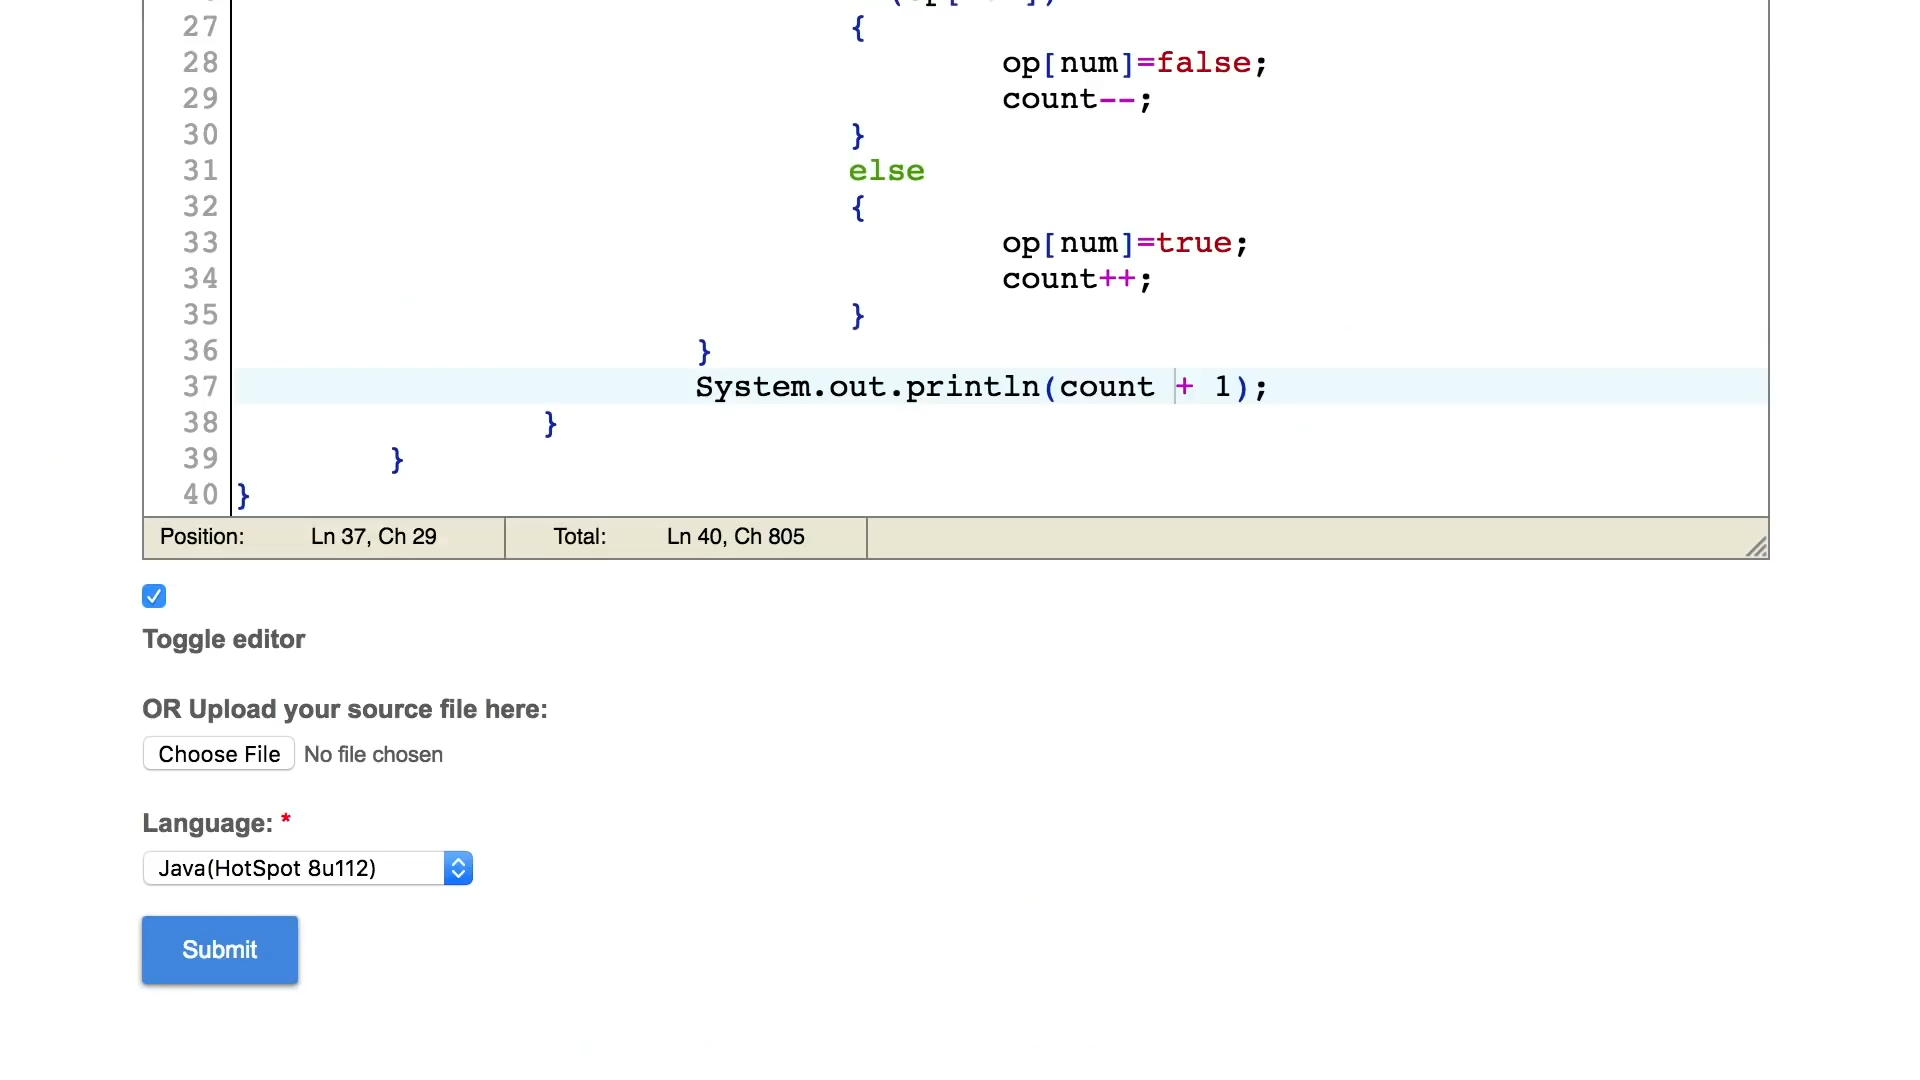 27 {
28 op[num]=false;
29 count--;
30 }
31 else
32 {
33 op[num]=true;
34 count++;
35 }
36 }
37 System.out.println(count + 1);
38 }
39 }
40 }
Position: Ln 37, Ch 29 Total: Ln 40, Ch 805
Toggle editor
OR Upload your source file here:
Choose File No file chosen
Language: *
Java(HotSpot 8u112)
Submit